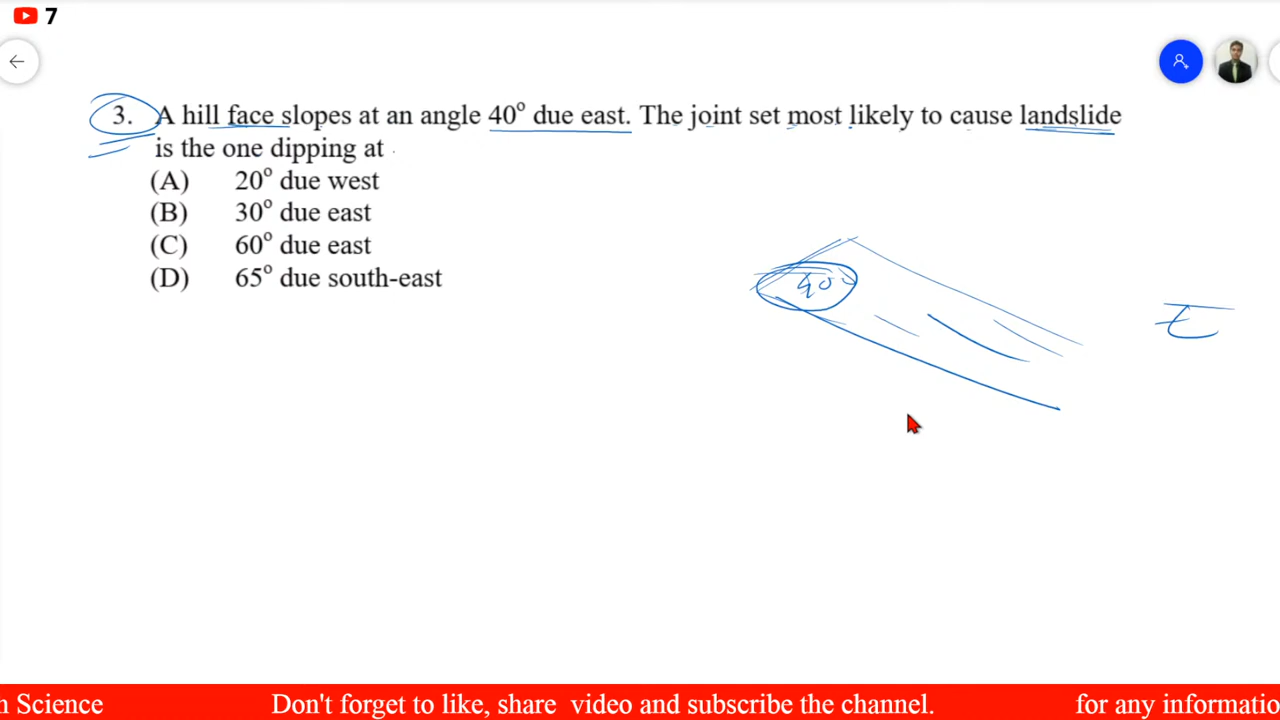 7
3. A hill face slopes at an angle 40° due east. The joint set most likely to cause landslide
is the one dipping at
(A) 20° due west
(B) 30° due east
(C) 60° due east
(D) 65° due south-east
40°
E
n Science Don't forget to like, share video and subscribe the channel. for any informatio